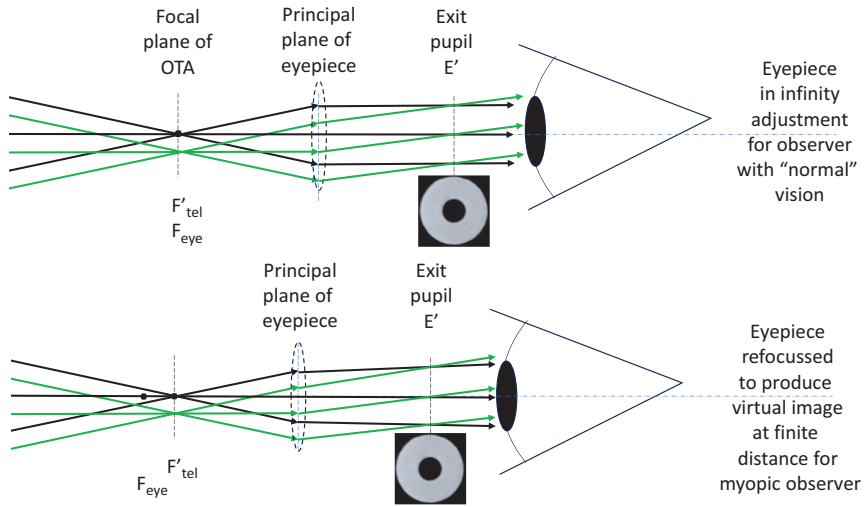 Focal
plane of
OTA
Principal
plane of
eyepiece
Exit
pupil
E’
Eyepiece
in infinity
adjustment
for observer
with “normal”
vision
F’tel
Feye
Principal
plane of
eyepiece
Exit
pupil
E’
Eyepiece
refocussed
to produce
virtual image
at finite
distance for
myopic observer
F’tel
Feye